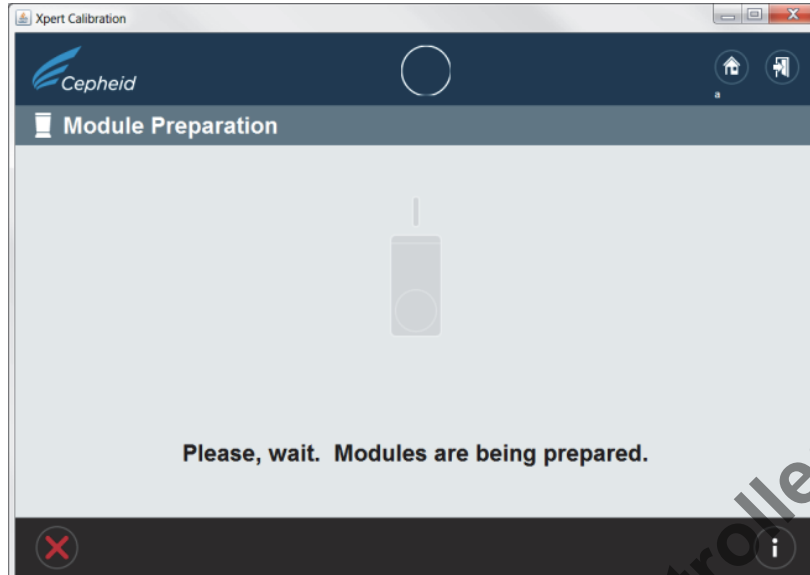 Xpert Calibration
Cepheid
a
Module Preparation
Please, wait. Modules are being prepared.
i